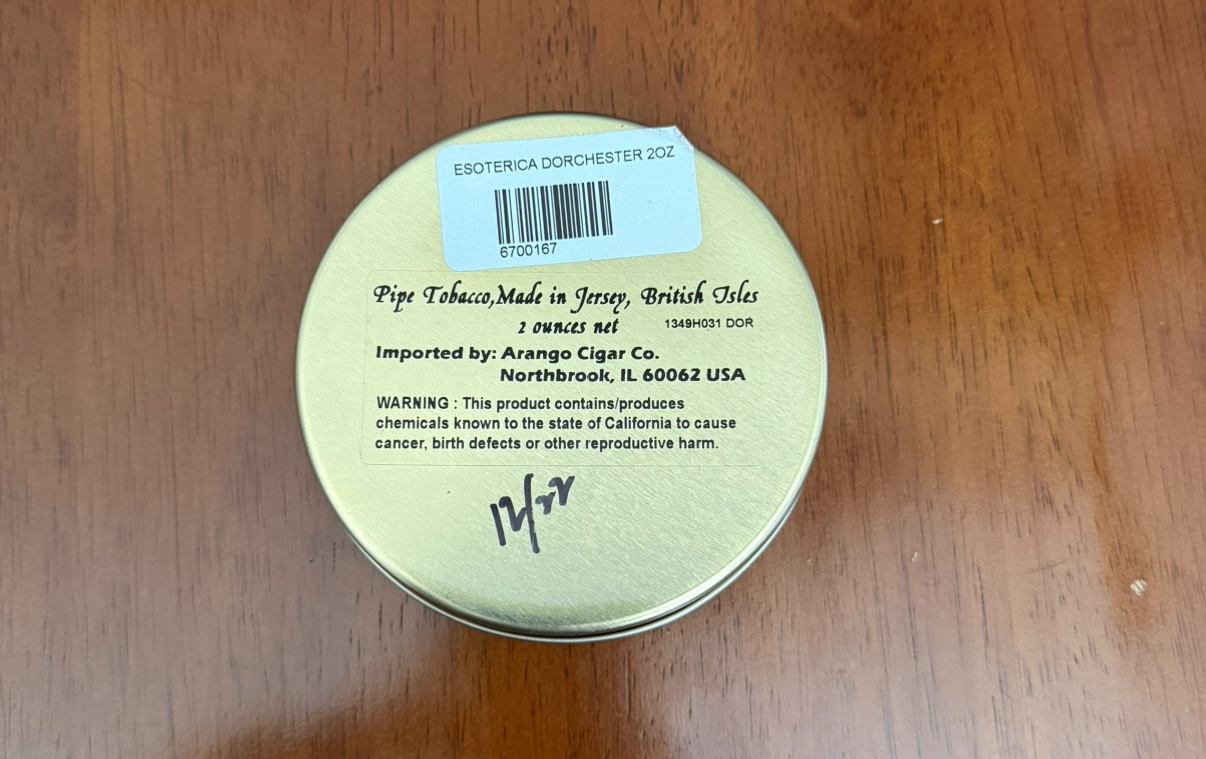 ESOTERICA DORCHESTER 2OZ
6700167
Pipe Tobacco,Made in Jersey, British Isles
2 ounces net 1349H031 DOR
Imported by: Arango Cigar Co.
Northbrook, IL 60062 USA
WARNING : This product contains/produces
chemicals known to the state of California to cause
cancer, birth defects or other reproductive harm.
12/22